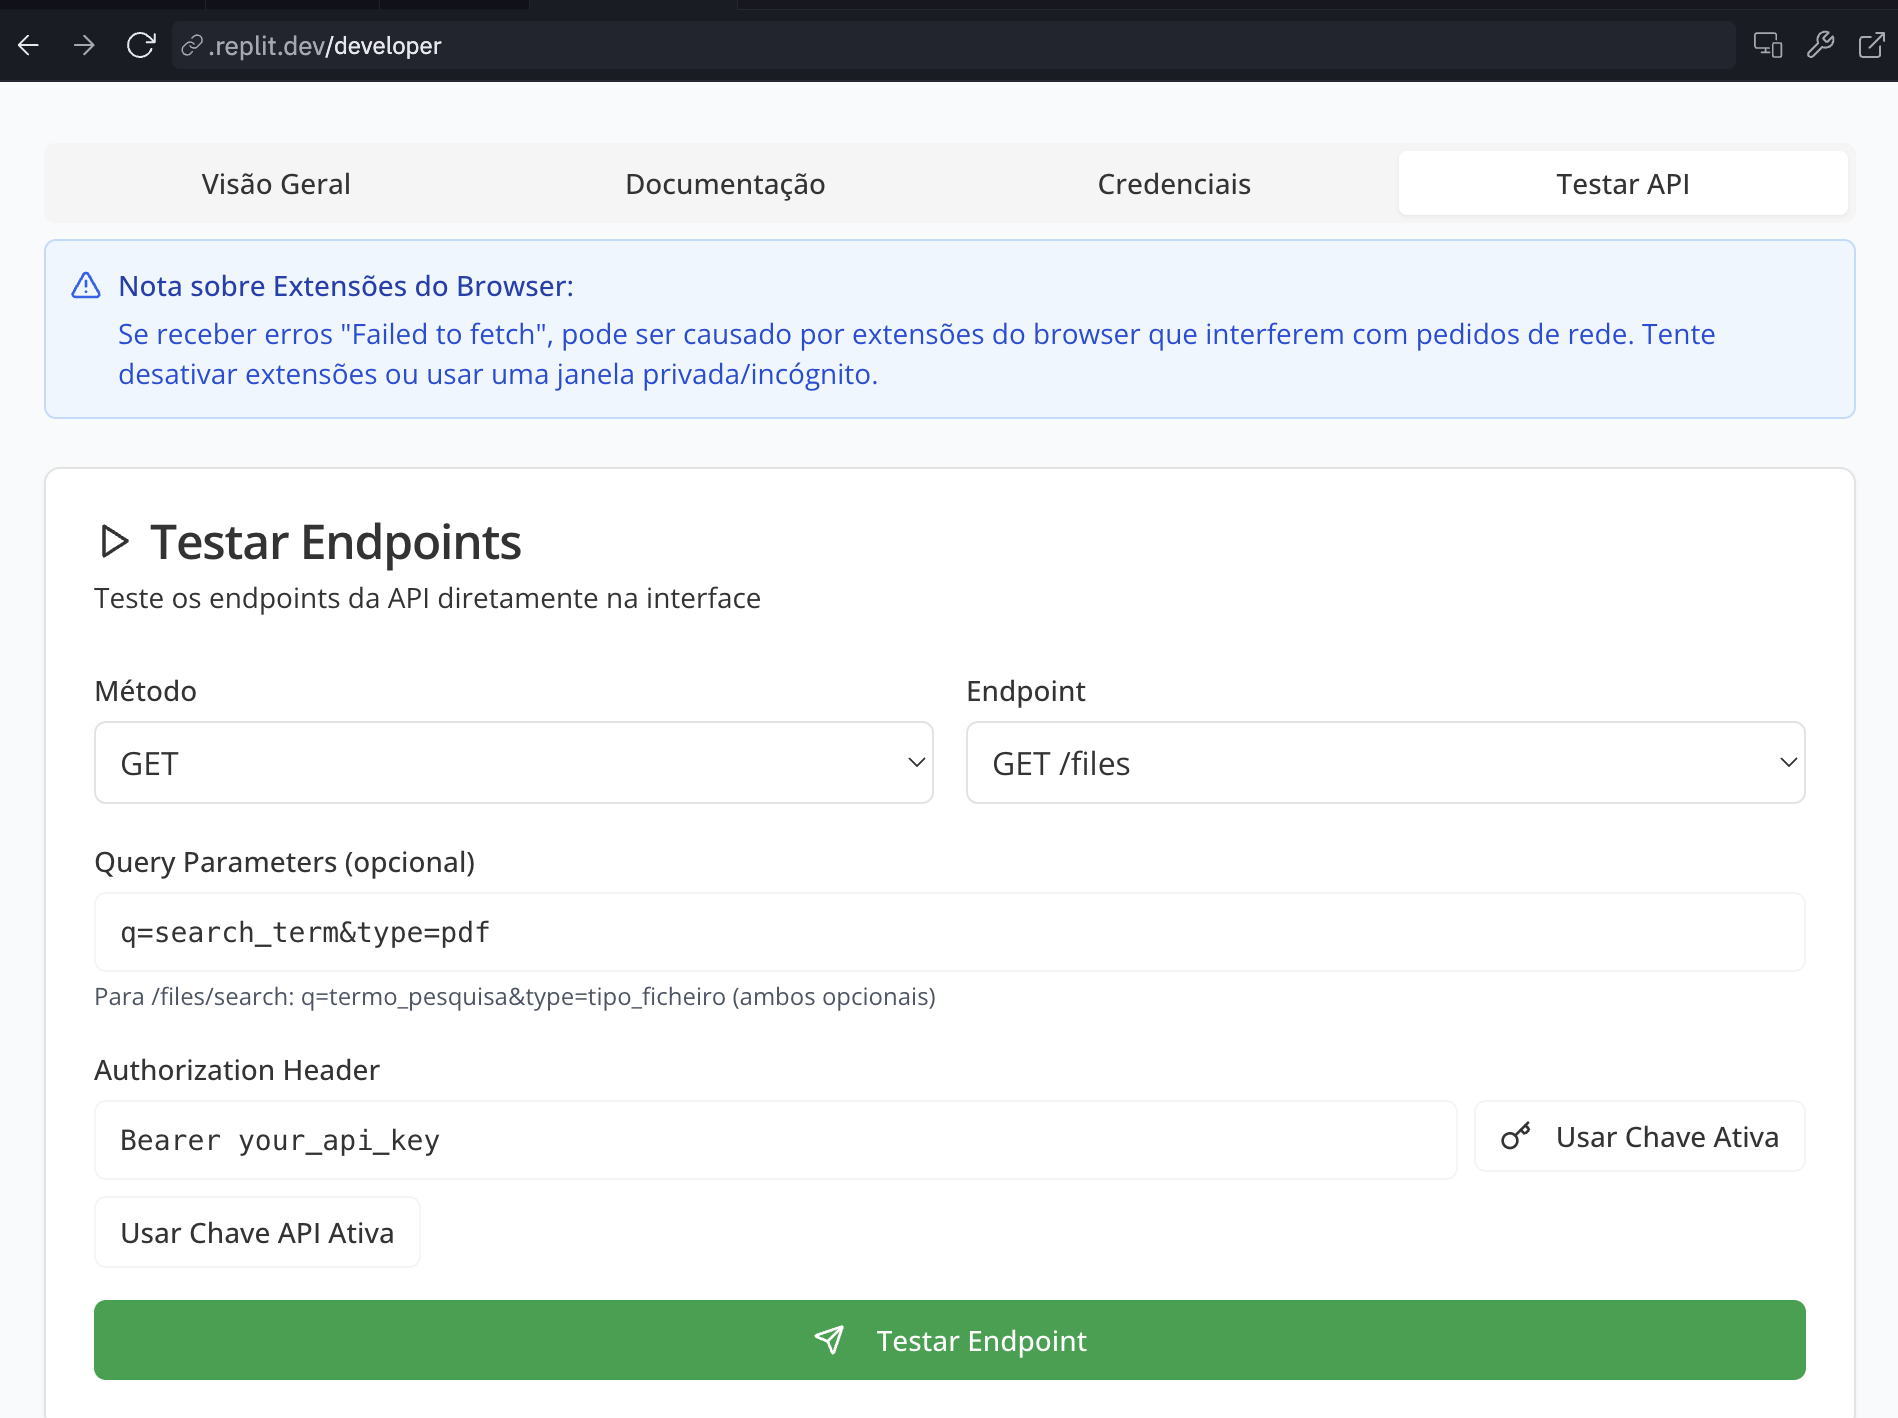 .replit.dev/developer
Visão Geral
Documentação
Credenciais
Testar API
Nota sobre Extensões do Browser:
Se receber erros "Failed to fetch", pode ser causado por extensões do browser que interferem com pedidos de rede. Tente
desativar extensões ou usar uma janela privada/incógnito.
Testar Endpoints
Teste os endpoints da API diretamente na interface
Método
Endpoint
GET
GET /files
Query Parameters (opcional)
q=search_term&type=pdf
Para /files/search: q=termo_pesquisa&type=tipo_ficheiro (ambos opcionais)
Authorization Header
Bearer your_api_key
Usar Chave Ativa
Usar Chave API Ativa
Testar Endpoint